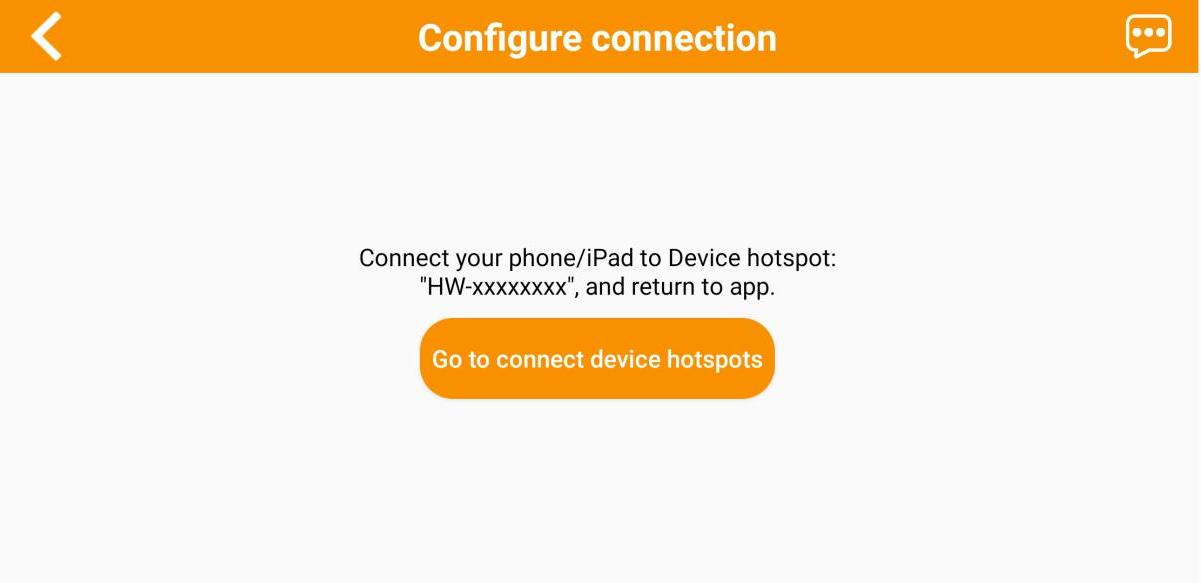 Configure connection
Connect your phone/iPad to Device hotspot:
"HW-xxxxxxxx", and return to app.
Go to connect device hotspots